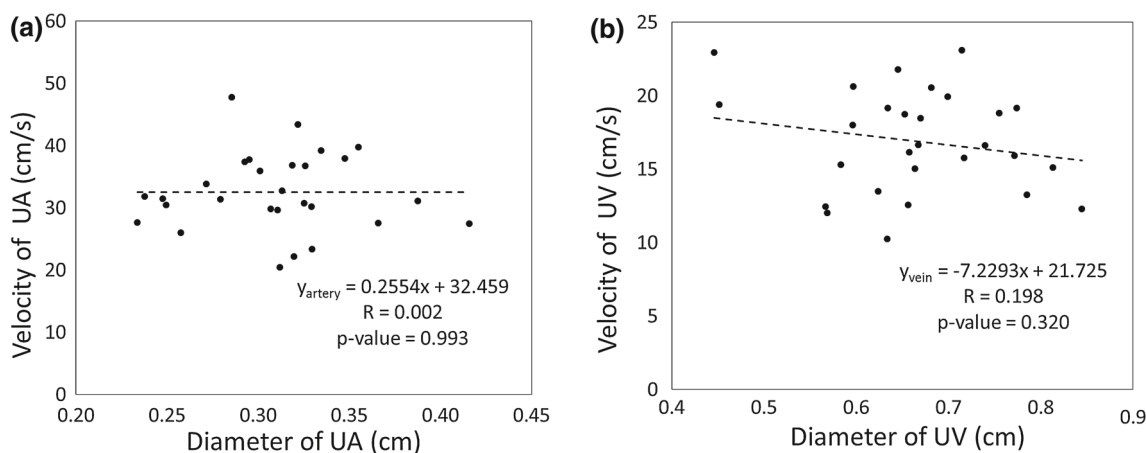 (a)
60
50
40
30
20
10
0
Velocity of UA (cm/s)
y_artery = 0.2554x + 32.459
R = 0.002
p-value = 0.993
0.20 0.25 0.30 0.35 0.40 0.45
Diameter of UA (cm)
(b)
25
20
15
10
5
0
Velocity of UV (cm/s)
y_vein = -7.2293x + 21.725
R = 0.198
p-value = 0.320
0.4 0.5 0.6 0.7 0.8 0.9
Diameter of UV (cm)